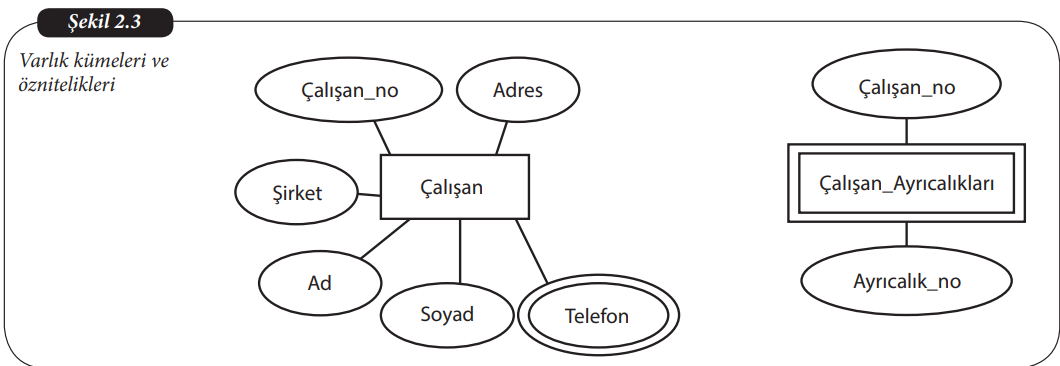 Şekil 2.3
Varlık kümeleri ve
öznitelikleri
Çalışan_no
Adres
Şirket
Çalışan
Ad
Soyad
Telefon
Çalışan_no
Çalışan_Ayrıcalıkları
Ayrıcalık_no